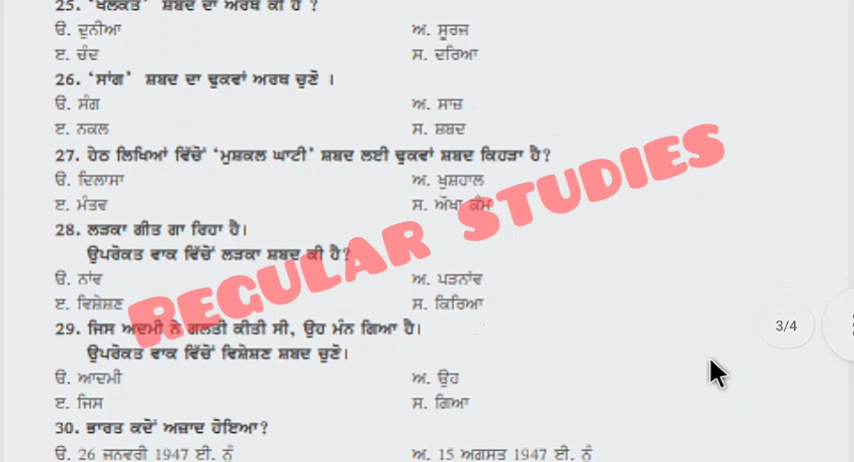 25. ‘ਖਲਕਤ’ ਸ਼ਬਦ ਦਾ ਅਰਥ ਕੀ ਹੈ ?
ੳ. ਦੁਨੀਆ ਅ. ਸੂਰਜ
ੲ. ਚੰਦ ਸ. ਦਰਿਆ
26. ‘ਸਾਂਗ’ ਸ਼ਬਦ ਦਾ ਢੁਕਵਾਂ ਅਰਥ ਚੁਣੋ ।
ੳ. ਸੰਗ ਅ. ਸਾਜ਼
ੲ. ਨਕਲ ਸ. ਸ਼ਬਦ
27. ਹੇਠ ਲਿਖਿਆਂ ਵਿੱਚੋਂ ‘ਮੁਸ਼ਕਲ ਘਾਟੀ’ ਸ਼ਬਦ ਲਈ ਢੁਕਵਾਂ ਸ਼ਬਦ ਕਿਹੜਾ ਹੈ?
ੳ. ਦਿਲਾਸਾ ਅ. ਖੁਸ਼ਹਾਲ
ੲ. ਮੰਤਵ ਸ. ਔਖਾ ਕੰਮ
28. ਲੜਕਾ ਗੀਤ ਗਾ ਰਿਹਾ ਹੈ।
ਉਪਰੋਕਤ ਵਾਕ ਵਿੱਚੋਂ ਲੜਕਾ ਸ਼ਬਦ ਕੀ ਹੈ?
ੳ. ਨਾਂਵ ਅ. ਪੜਨਾਂਵ
ੲ. ਵਿਸ਼ੇਸ਼ਣ ਸ. ਕਿਰਿਆ
REGULAR STUDIES
29. ਜਿਸ ਅਦਮੀ ਨੇ ਗਲਤੀ ਕੀਤੀ ਸੀ, ਉਹ ਮੰਨ ਗਿਆ ਹੈ।
3/4
ਉਪਰੋਕਤ ਵਾਕ ਵਿੱਚੋਂ ਵਿਸ਼ੇਸ਼ਣ ਸ਼ਬਦ ਚੁਣੋ।
ੳ. ਆਦਮੀ ਅ. ਉਹ
ੲ. ਜਿਸ ਸ. ਗਿਆ
30. ਭਾਰਤ ਕਦੋਂ ਅਜ਼ਾਦ ਹੋਇਆ?
ੳ. 26 ਜਨਵਰੀ 1947 ਈ. ਨੂੰ ਅ. 15 ਅਗਸਤ 1947 ਈ. ਨੂੰ